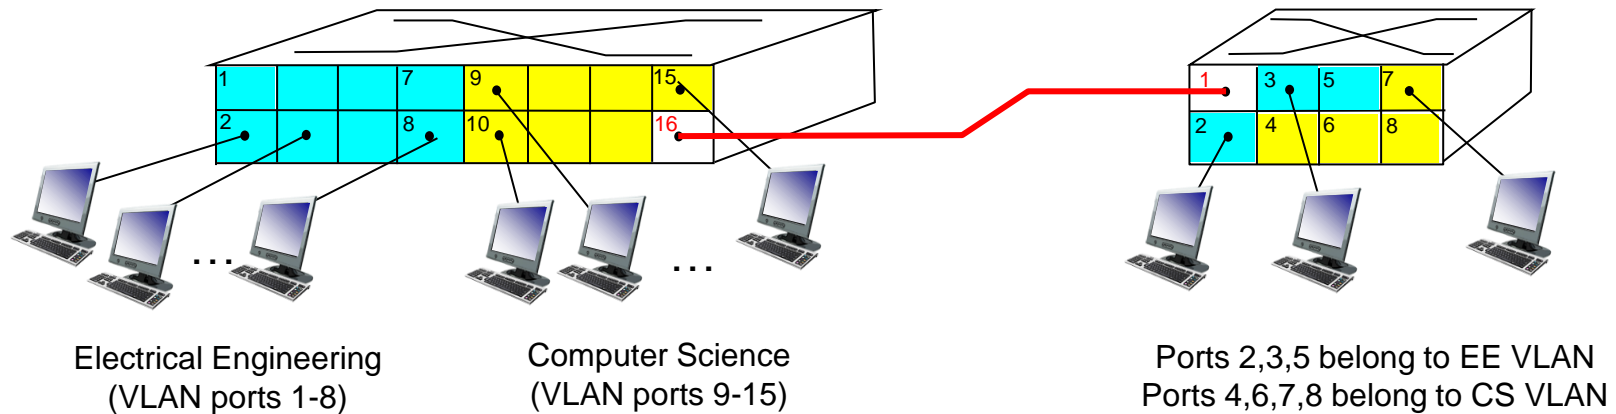 1 7 9 15
2 8 10 16
1 3 5 7
2 4 6 8
... ...
Electrical Engineering
(VLAN ports 1-8)
Computer Science
(VLAN ports 9-15)
Ports 2,3,5 belong to EE VLAN
Ports 4,6,7,8 belong to CS VLAN